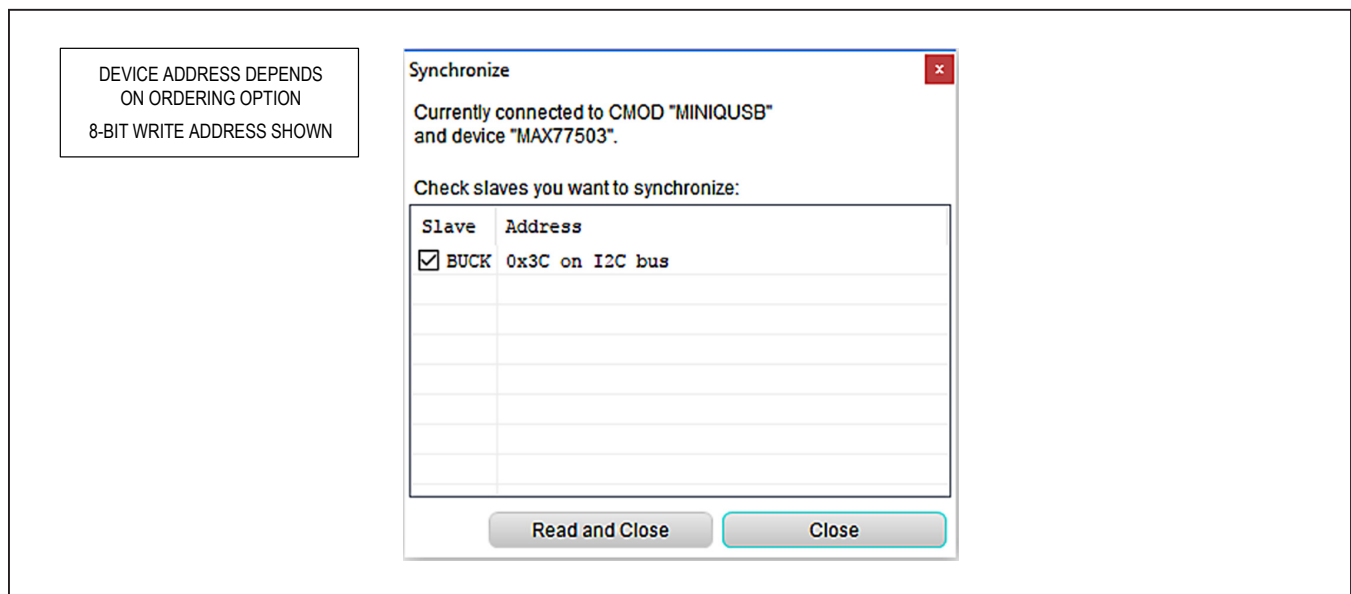 DEVICE ADDRESS DEPENDS
ON ORDERING OPTION
8-BIT WRITE ADDRESS SHOWN
Synchronize
x
Currently connected to CMOD "MINIQUSB"
and device "MAX77503".
Check slaves you want to synchronize:
Slave Address
BUCK 0x3C on I2C bus
Read and Close Close